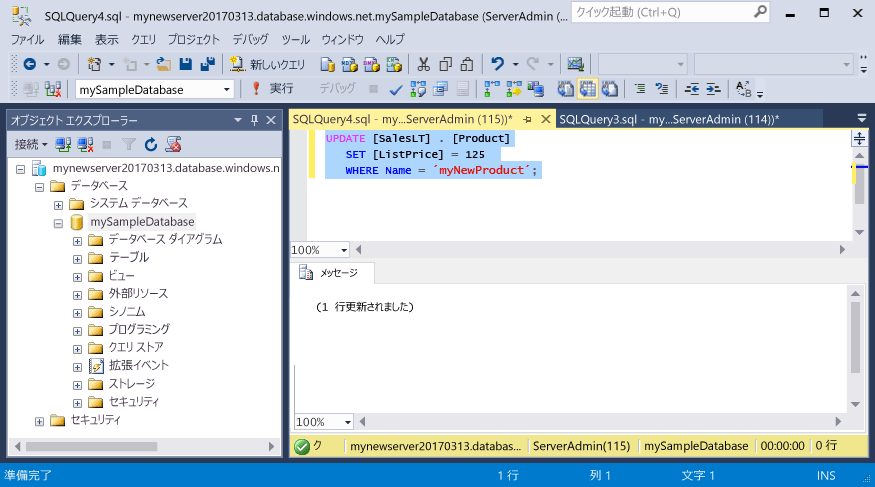 SQLQuery4.sql - mynewserver20170313.database.windows.net.mySampleDatabase (ServerAdmin (...
クイック起動 (Ctrl+Q)
ファイル 編集 表示 クエリ プロジェクト デバッグ ツール ウィンドウ ヘルプ
新しいクエリ
MDX DMX XMLA DAX
mySampleDatabase 実行 デバッグ
オブジェクト エクスプローラー
接続
mynewserver20170313.database.windows.n
データベース
システム データベース
mySampleDatabase
データベース ダイアグラム
テーブル
ビュー
外部リソース
シノニム
プログラミング
クエリ ストア
拡張イベント
ストレージ
セキュリティ
セキュリティ
SQLQuery4.sql - my...ServerAdmin (115))*
SQLQuery3.sql - my...ServerAdmin (114))*
UPDATE [SalesLT] . [Product]
SET [ListPrice] = 125
WHERE Name = ´myNewProduct´;
100%
メッセージ
(1 行更新されました)
100%
ク mynewserver20170313.databas... ServerAdmin(115) mySampleDatabase 00:00:00 0 行
準備完了 1 行 列 1 文字 1 INS